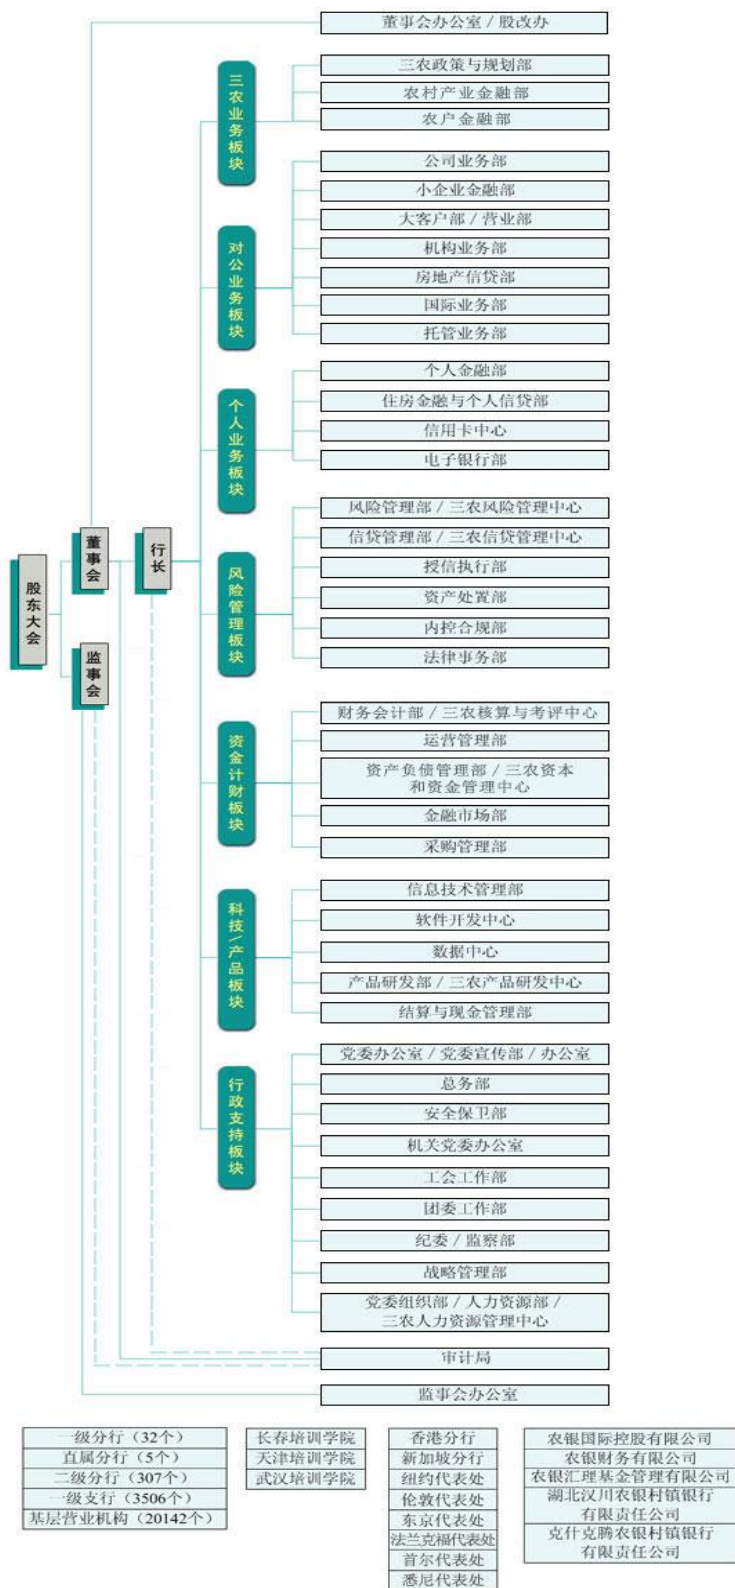 董事会办公室 / 股改办
三农业务板块
三农政策与规划部
农村产业金融部
农户金融部
对公业务板块
公司业务部
小企业金融部
大客户部 / 营业部
机构业务部
房地产信贷部
国际业务部
托管业务部
个人业务板块
个人金融部
住房金融与个人信贷部
信用卡中心
电子银行部
股东大会
董事会
监事会
行长
风险管理板块
风险管理部 / 三农风险管理中心
信贷管理部 / 三农信贷管理中心
授信执行部
资产处置部
内控合规部
法律事务部
资金计财板块
财务会计部 / 三农核算与考评中心
运营管理部
资产负债管理部 / 三农资本
和资金管理中心
金融市场部
采购管理部
科技\产品板块
信息技术管理部
软件开发中心
数据中心
产品研发部 / 三农产品研发中心
结算与现金管理部
行政支持板块
党委办公室 / 党委宣传部 / 办公室
总务部
安全保卫部
机关党委办公室
工会工作部
团委工作部
纪委 / 监察部
战略管理部
党委组织部 / 人力资源部 /
三农人力资源管理中心
审计局
监事会办公室
一级分行（32个）
直属分行（5个）
二级分行（307个）
一级支行（3506个）
基层营业机构（20142个）
长春培训学院
天津培训学院
武汉培训学院
香港分行
新加坡分行
纽约代表处
伦敦代表处
东京代表处
法兰克福代表处
首尔代表处
悉尼代表处
农银国际控股有限公司
农银财务有限公司
农银汇理基金管理有限公司
湖北汉川农银村镇银行
有限责任公司
克什克腾农银村镇银行
有限责任公司